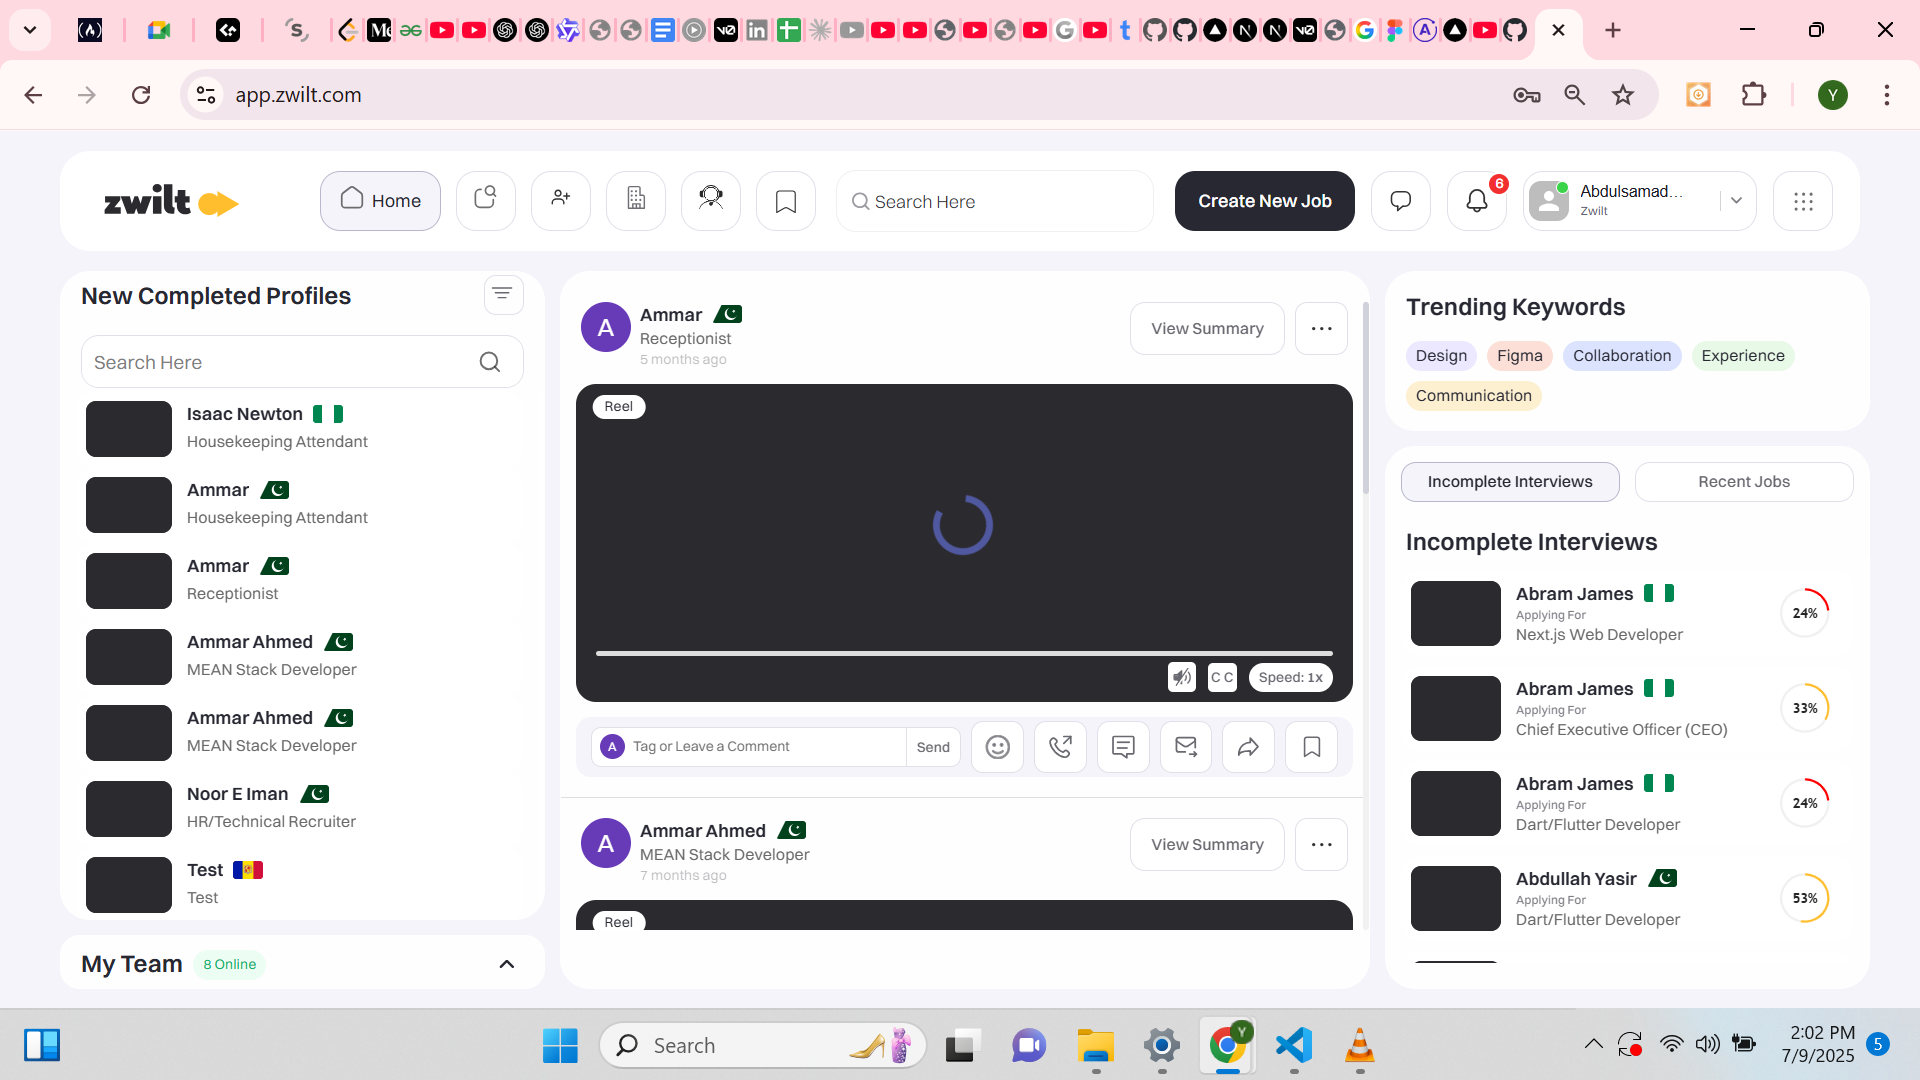 app.zwilt.com
Y
zwilt
Home
Search Here
Create New Job
6
Abdulsamad...
Zwilt
New Completed Profiles
Search Here
Isaac Newton
Housekeeping Attendant
Ammar
Housekeeping Attendant
Ammar
Receptionist
Ammar Ahmed
MEAN Stack Developer
Ammar Ahmed
MEAN Stack Developer
Noor E Iman
HR/Technical Recruiter
Test
Test
My Team
8 Online
A
Ammar
Receptionist
5 months ago
View Summary
Reel
C C
Speed: 1x
A
Tag or Leave a Comment
Send
A
Ammar Ahmed
MEAN Stack Developer
7 months ago
View Summary
Reel
Trending Keywords
Design
Figma
Collaboration
Experience
Communication
Incomplete Interviews
Recent Jobs
Incomplete Interviews
Abram James
Applying For
Next.js Web Developer
24%
Abram James
Applying For
Chief Executive Officer (CEO)
33%
Abram James
Applying For
Dart/Flutter Developer
24%
Abdullah Yasir
Applying For
Dart/Flutter Developer
53%
Search
Y
2:02 PM
7/9/2025
5